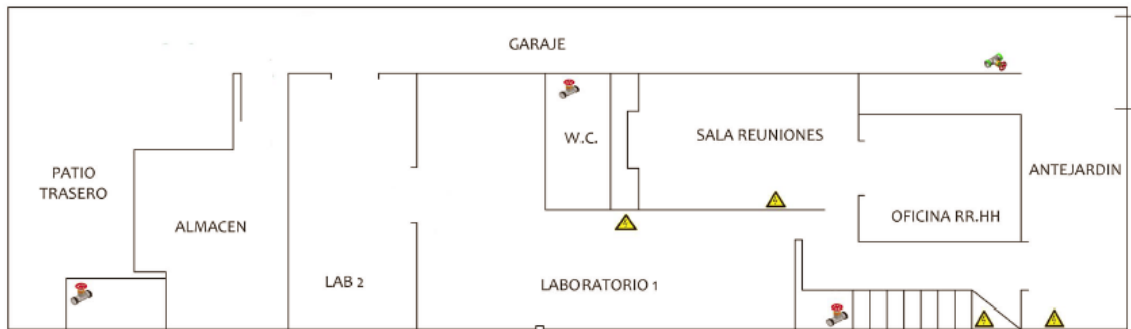 GARAJE
W.C.
SALA REUNIONES
PATIO
TRASERO
ANTEJARDIN
ALMACEN
OFICINA RR.HH
LAB 2
LABORATORIO 1